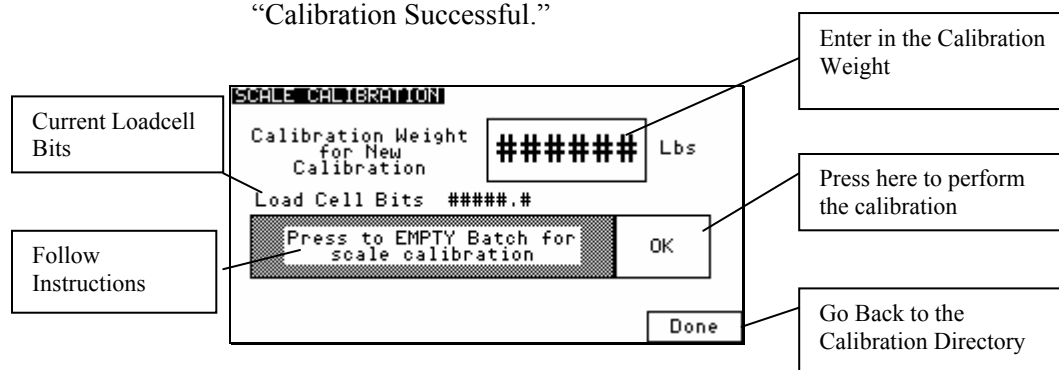 “Calibration Successful.”
Enter in the Calibration
Weight
Current Loadcell
Bits
SCALE CALIBRATION
Calibration Weight
for New
Calibration
###### Lbs
Load Cell Bits #####.#
Press here to perform
the calibration
Follow
Instructions
Press to EMPTY Batch for
scale calibration
OK
Done
Go Back to the
Calibration Directory